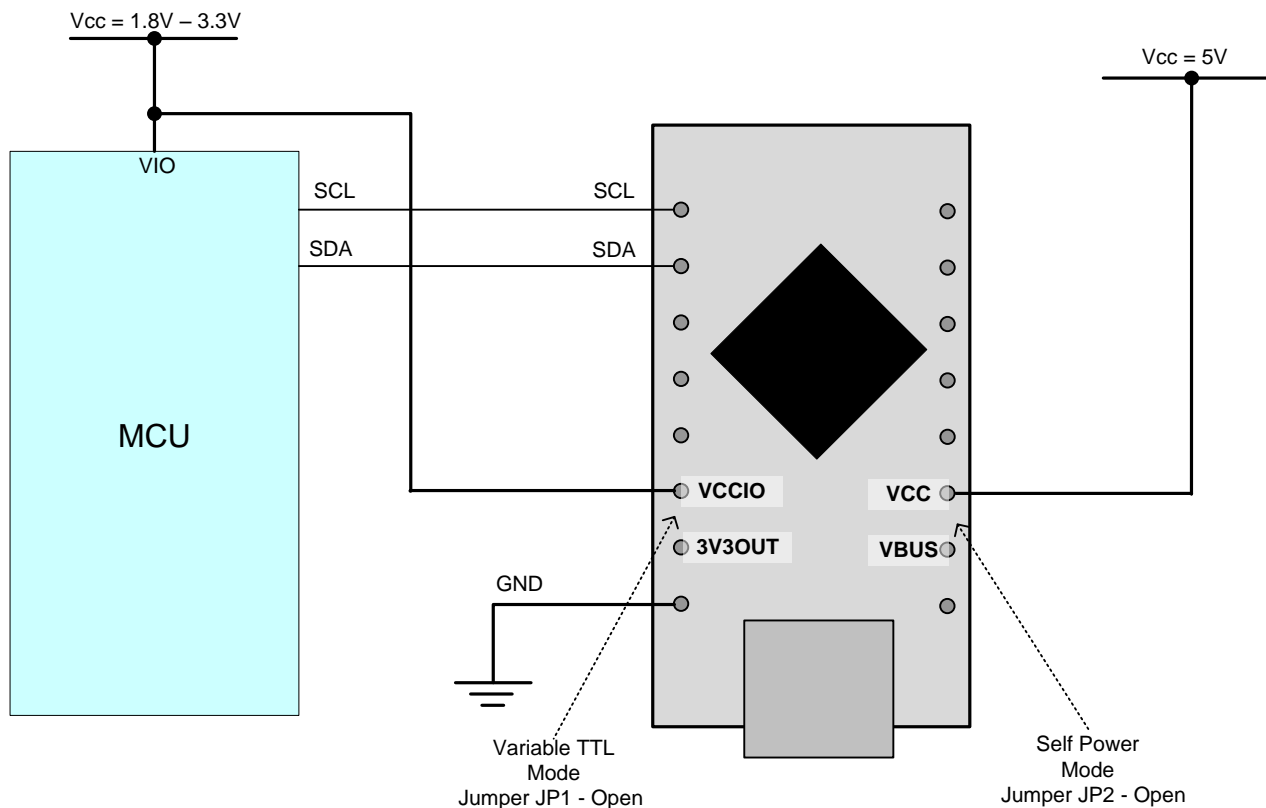 Vcc = 1.8V – 3.3V
Vcc = 5V
VIO
SCL
SCL
SDA
SDA
MCU
VCCIO
VCC
3V3OUT
VBUS
GND
Variable TTL
Mode
Jumper JP1 - Open
Self Power
Mode
Jumper JP2 - Open